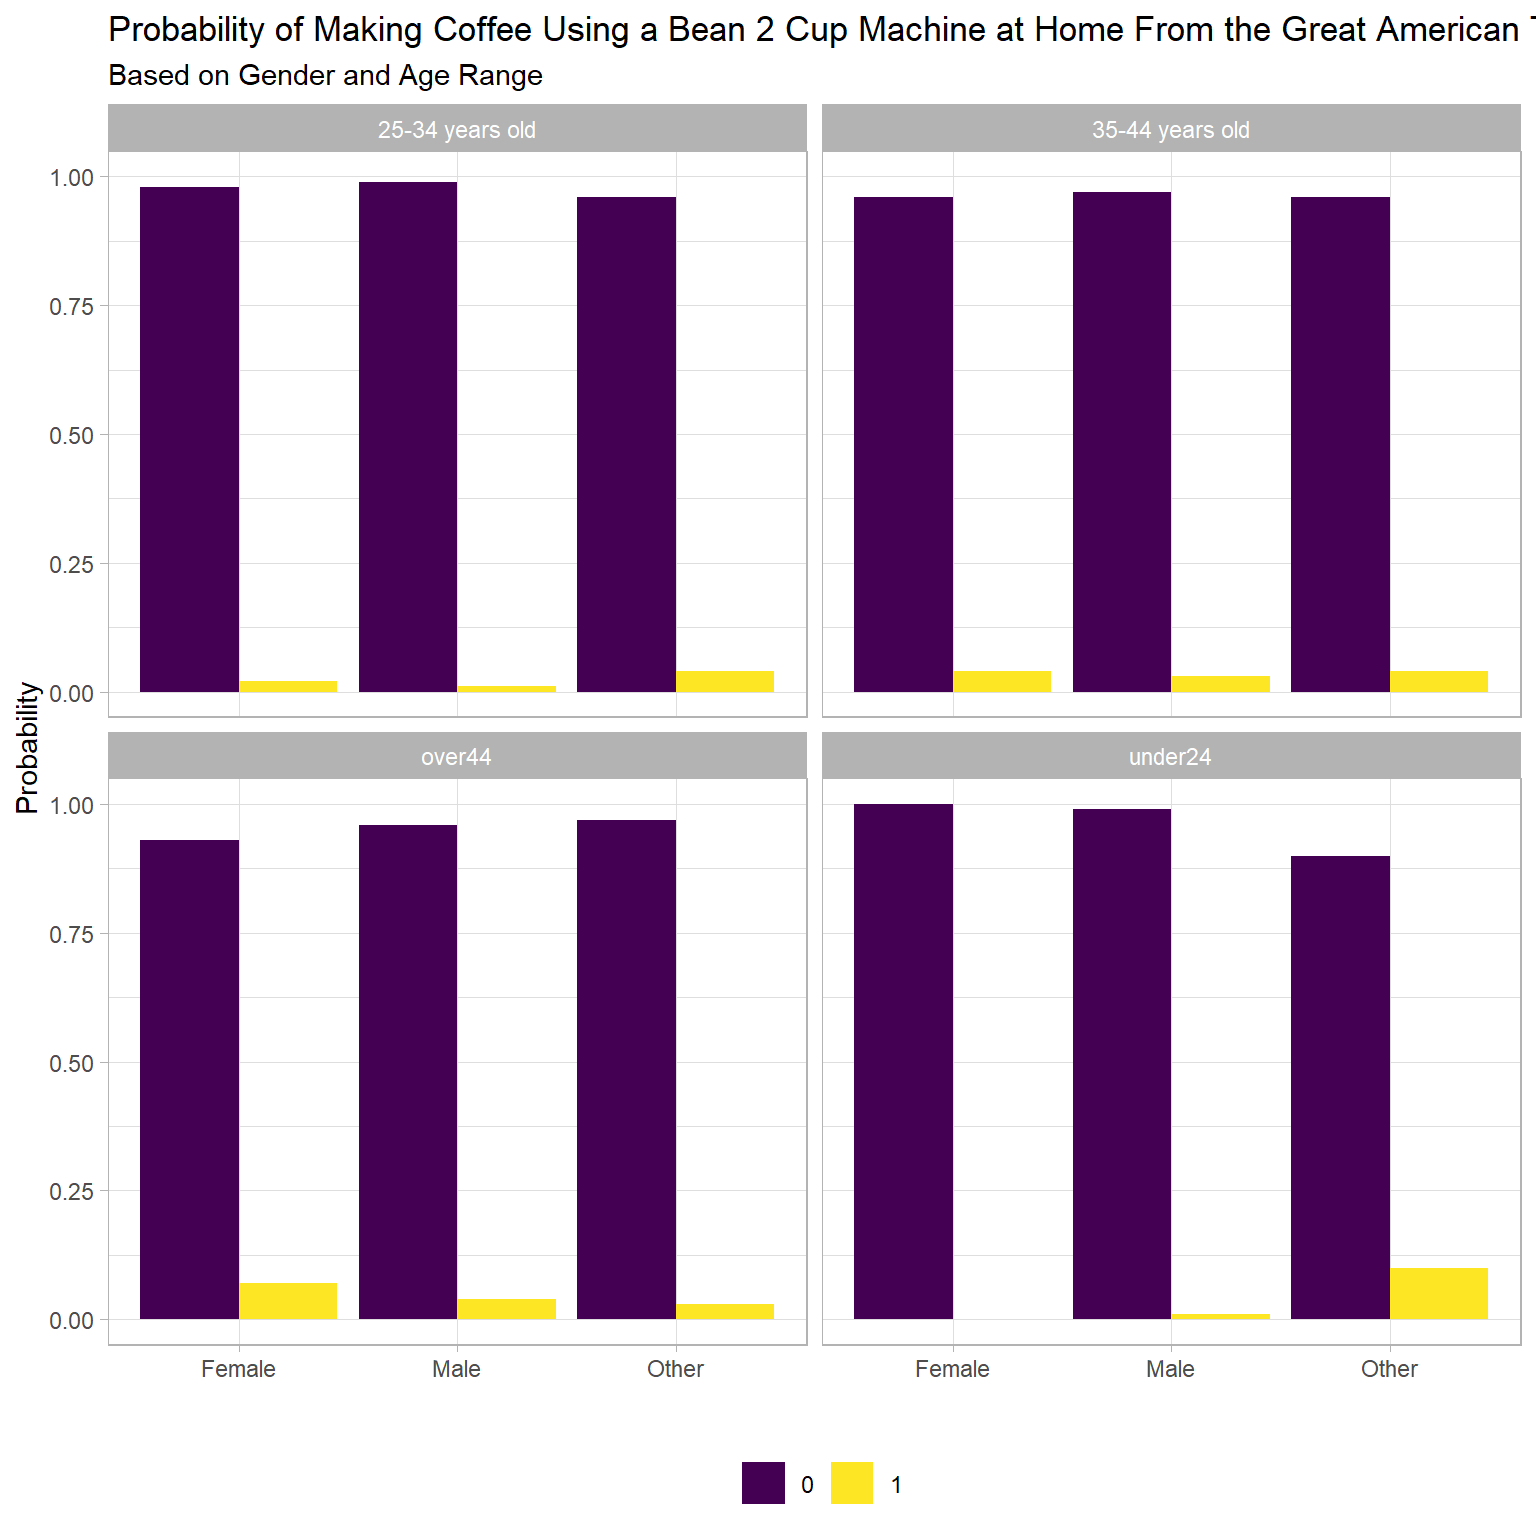 Probability of Making Coffee Using a Bean 2 Cup Machine at Home From the Great American
Based on Gender and Age Range
25-34 years old
35-44 years old
1.00
0.75
0.50
0.25
0.00
over44
under24
Probability
1.00
0.75
0.50
0.25
0.00
Female Male Other
Female Male Other
0 1